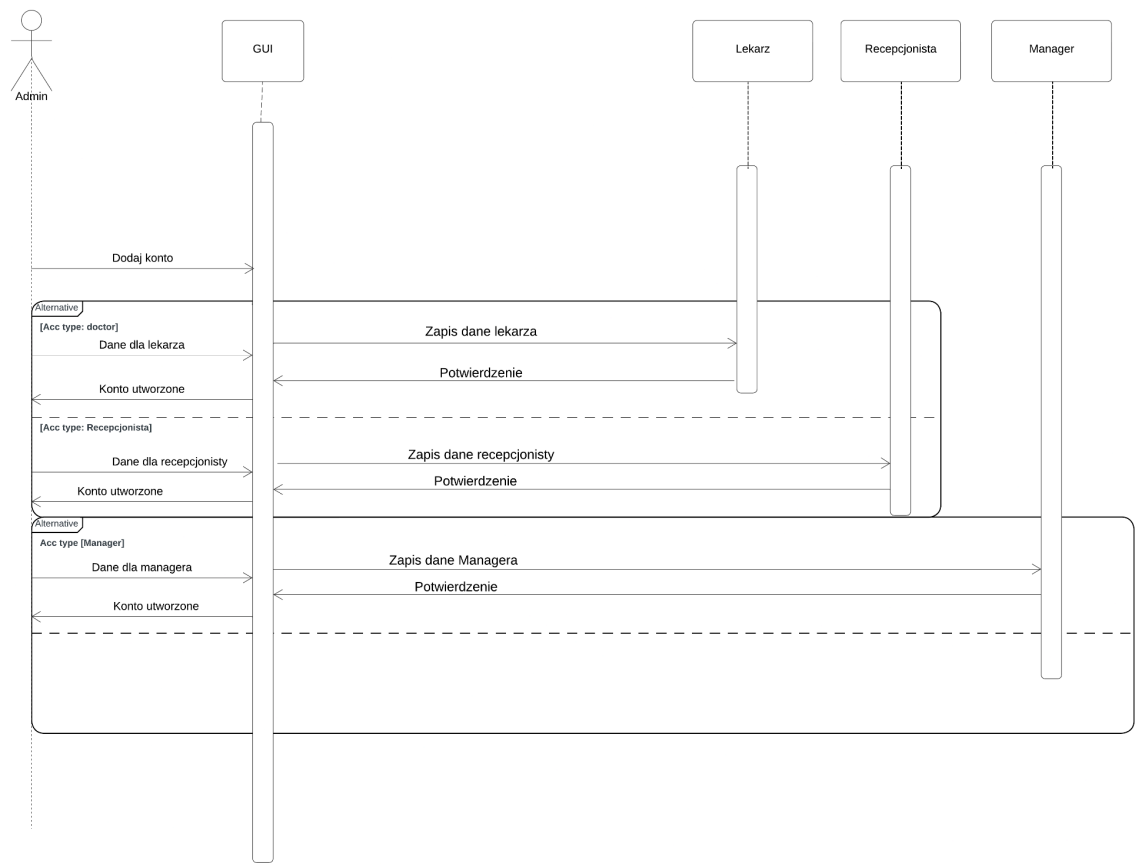 GUI
Lekarz
Recepcjonista
Manager
Admin
Dodaj konto
Alternative
[Acc type: doctor]
Zapis dane lekarza
Dane dla lekarza
Potwierdzenie
Konto utworzone
[Acc type: Recepcjonista]
Zapis dane recepcjonisty
Dane dla recepcjonisty
Potwierdzenie
Konto utworzone
Alternative
Acc type [Manager]
Zapis dane Managera
Dane dla managera
Potwierdzenie
Konto utworzone